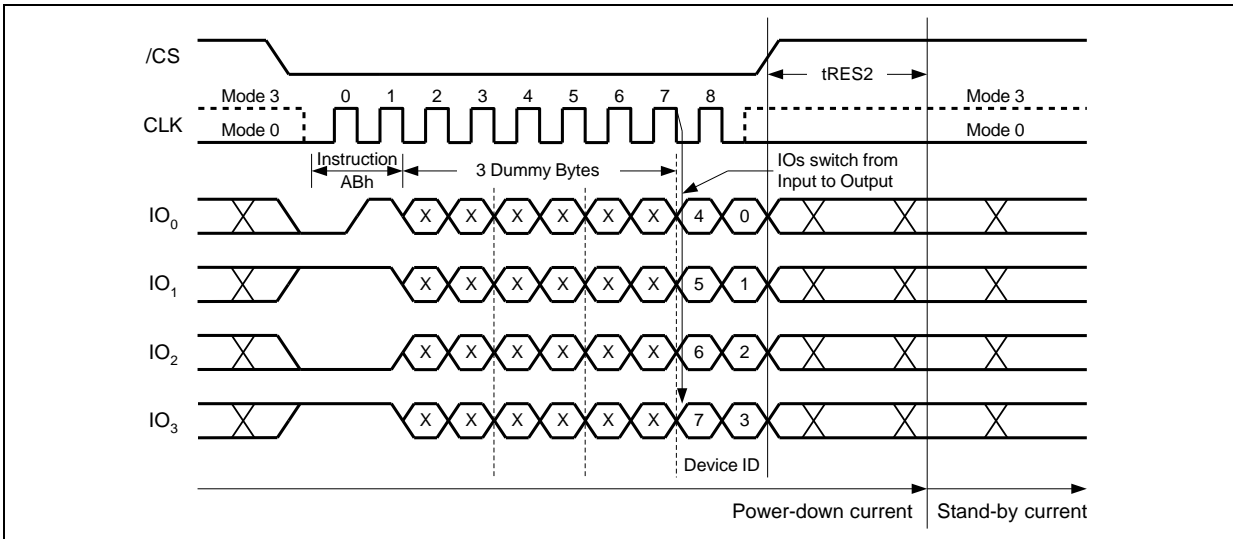 /CS
tRES2
Mode 3 0 1 2 3 4 5 6 7 8 Mode 3
CLK Mode 0 Mode 0
Instruction
ABh
3 Dummy Bytes
IOs switch from
Input to Output
IO₀ X X X X X X 4 0
IO₁ X X X X X X 5 1
IO₂ X X X X X X 6 2
IO₃ X X X X X X 7 3
Device ID
Power-down current Stand-by current